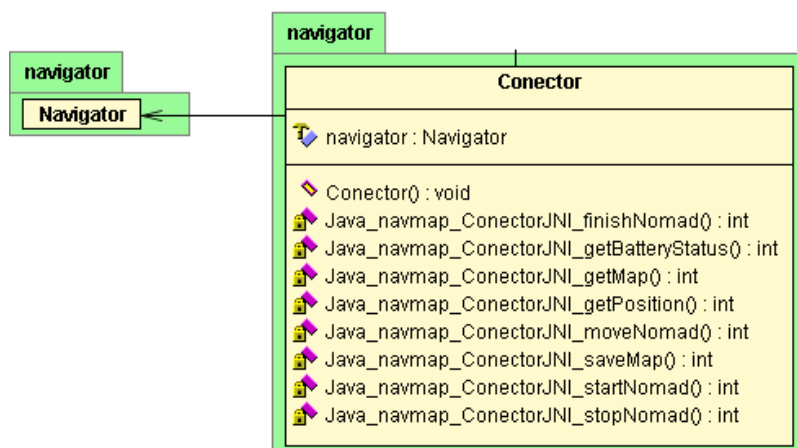 navigator
Navigator
navigator
Conector
navigator : Navigator
Conector() : void
Java_navmap_ConectorJNI_finishNomad() : int
Java_navmap_ConectorJNI_getBatteryStatus() : int
Java_navmap_ConectorJNI_getMap() : int
Java_navmap_ConectorJNI_getPosition() : int
Java_navmap_ConectorJNI_moveNomad() : int
Java_navmap_ConectorJNI_saveMap() : int
Java_navmap_ConectorJNI_startNomad() : int
Java_navmap_ConectorJNI_stopNomad() : int